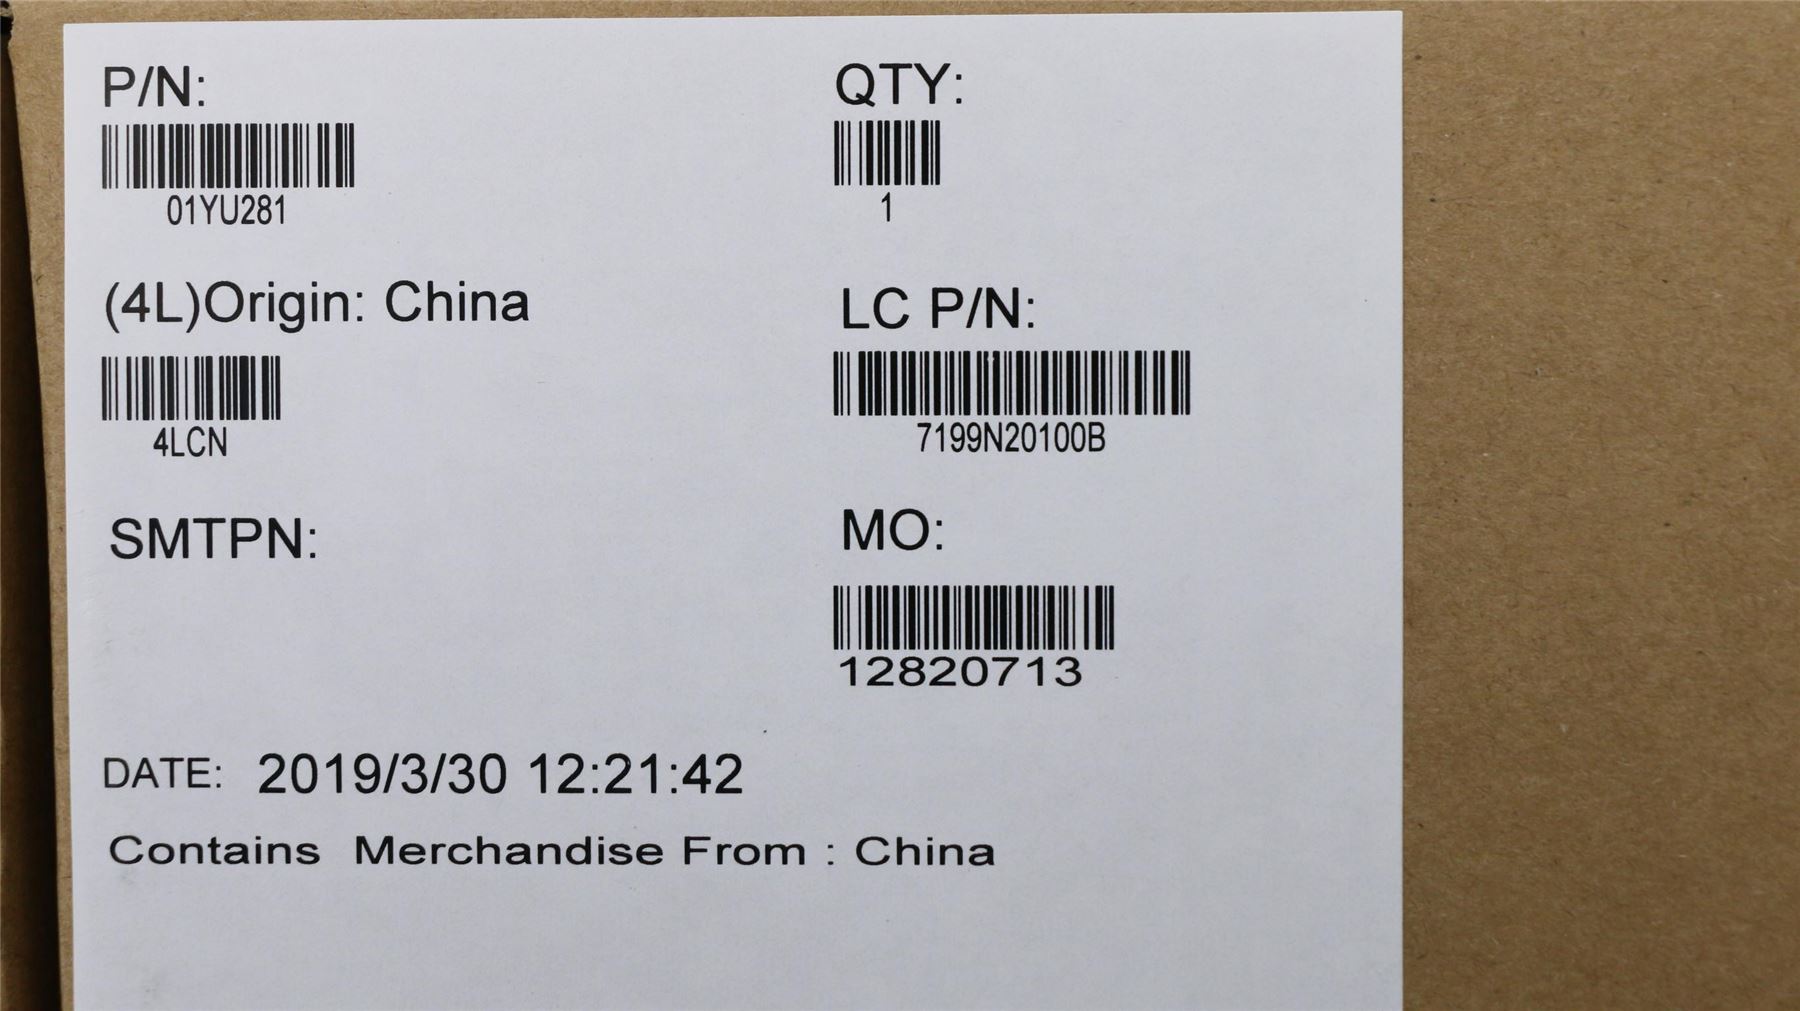 P/N:
01YU281
QTY:
1
(4L)Origin: China
4LCN
LC P/N:
7199N20100B
SMTPN:
MO:
12820713
DATE: 2019/3/30 12:21:42
Contains Merchandise From : China